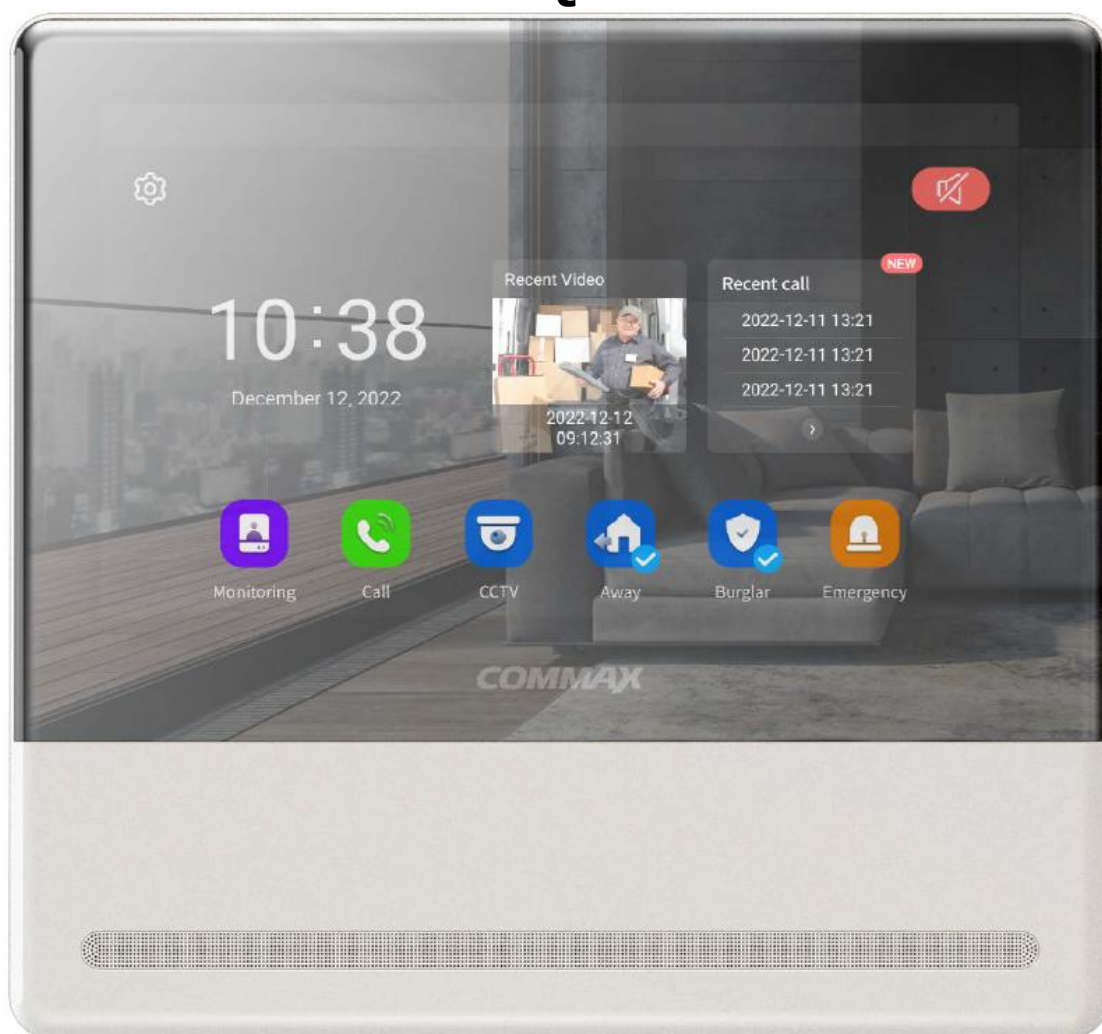 10:38
December 12, 2022
Recent Video
2022-12-12
09:12:31
NEW
Recent call
2022-12-11 13:21
2022-12-11 13:21
2022-12-11 13:21
Monitoring
Call
CCTV
Away
Burglar
Emergency
COMMAX